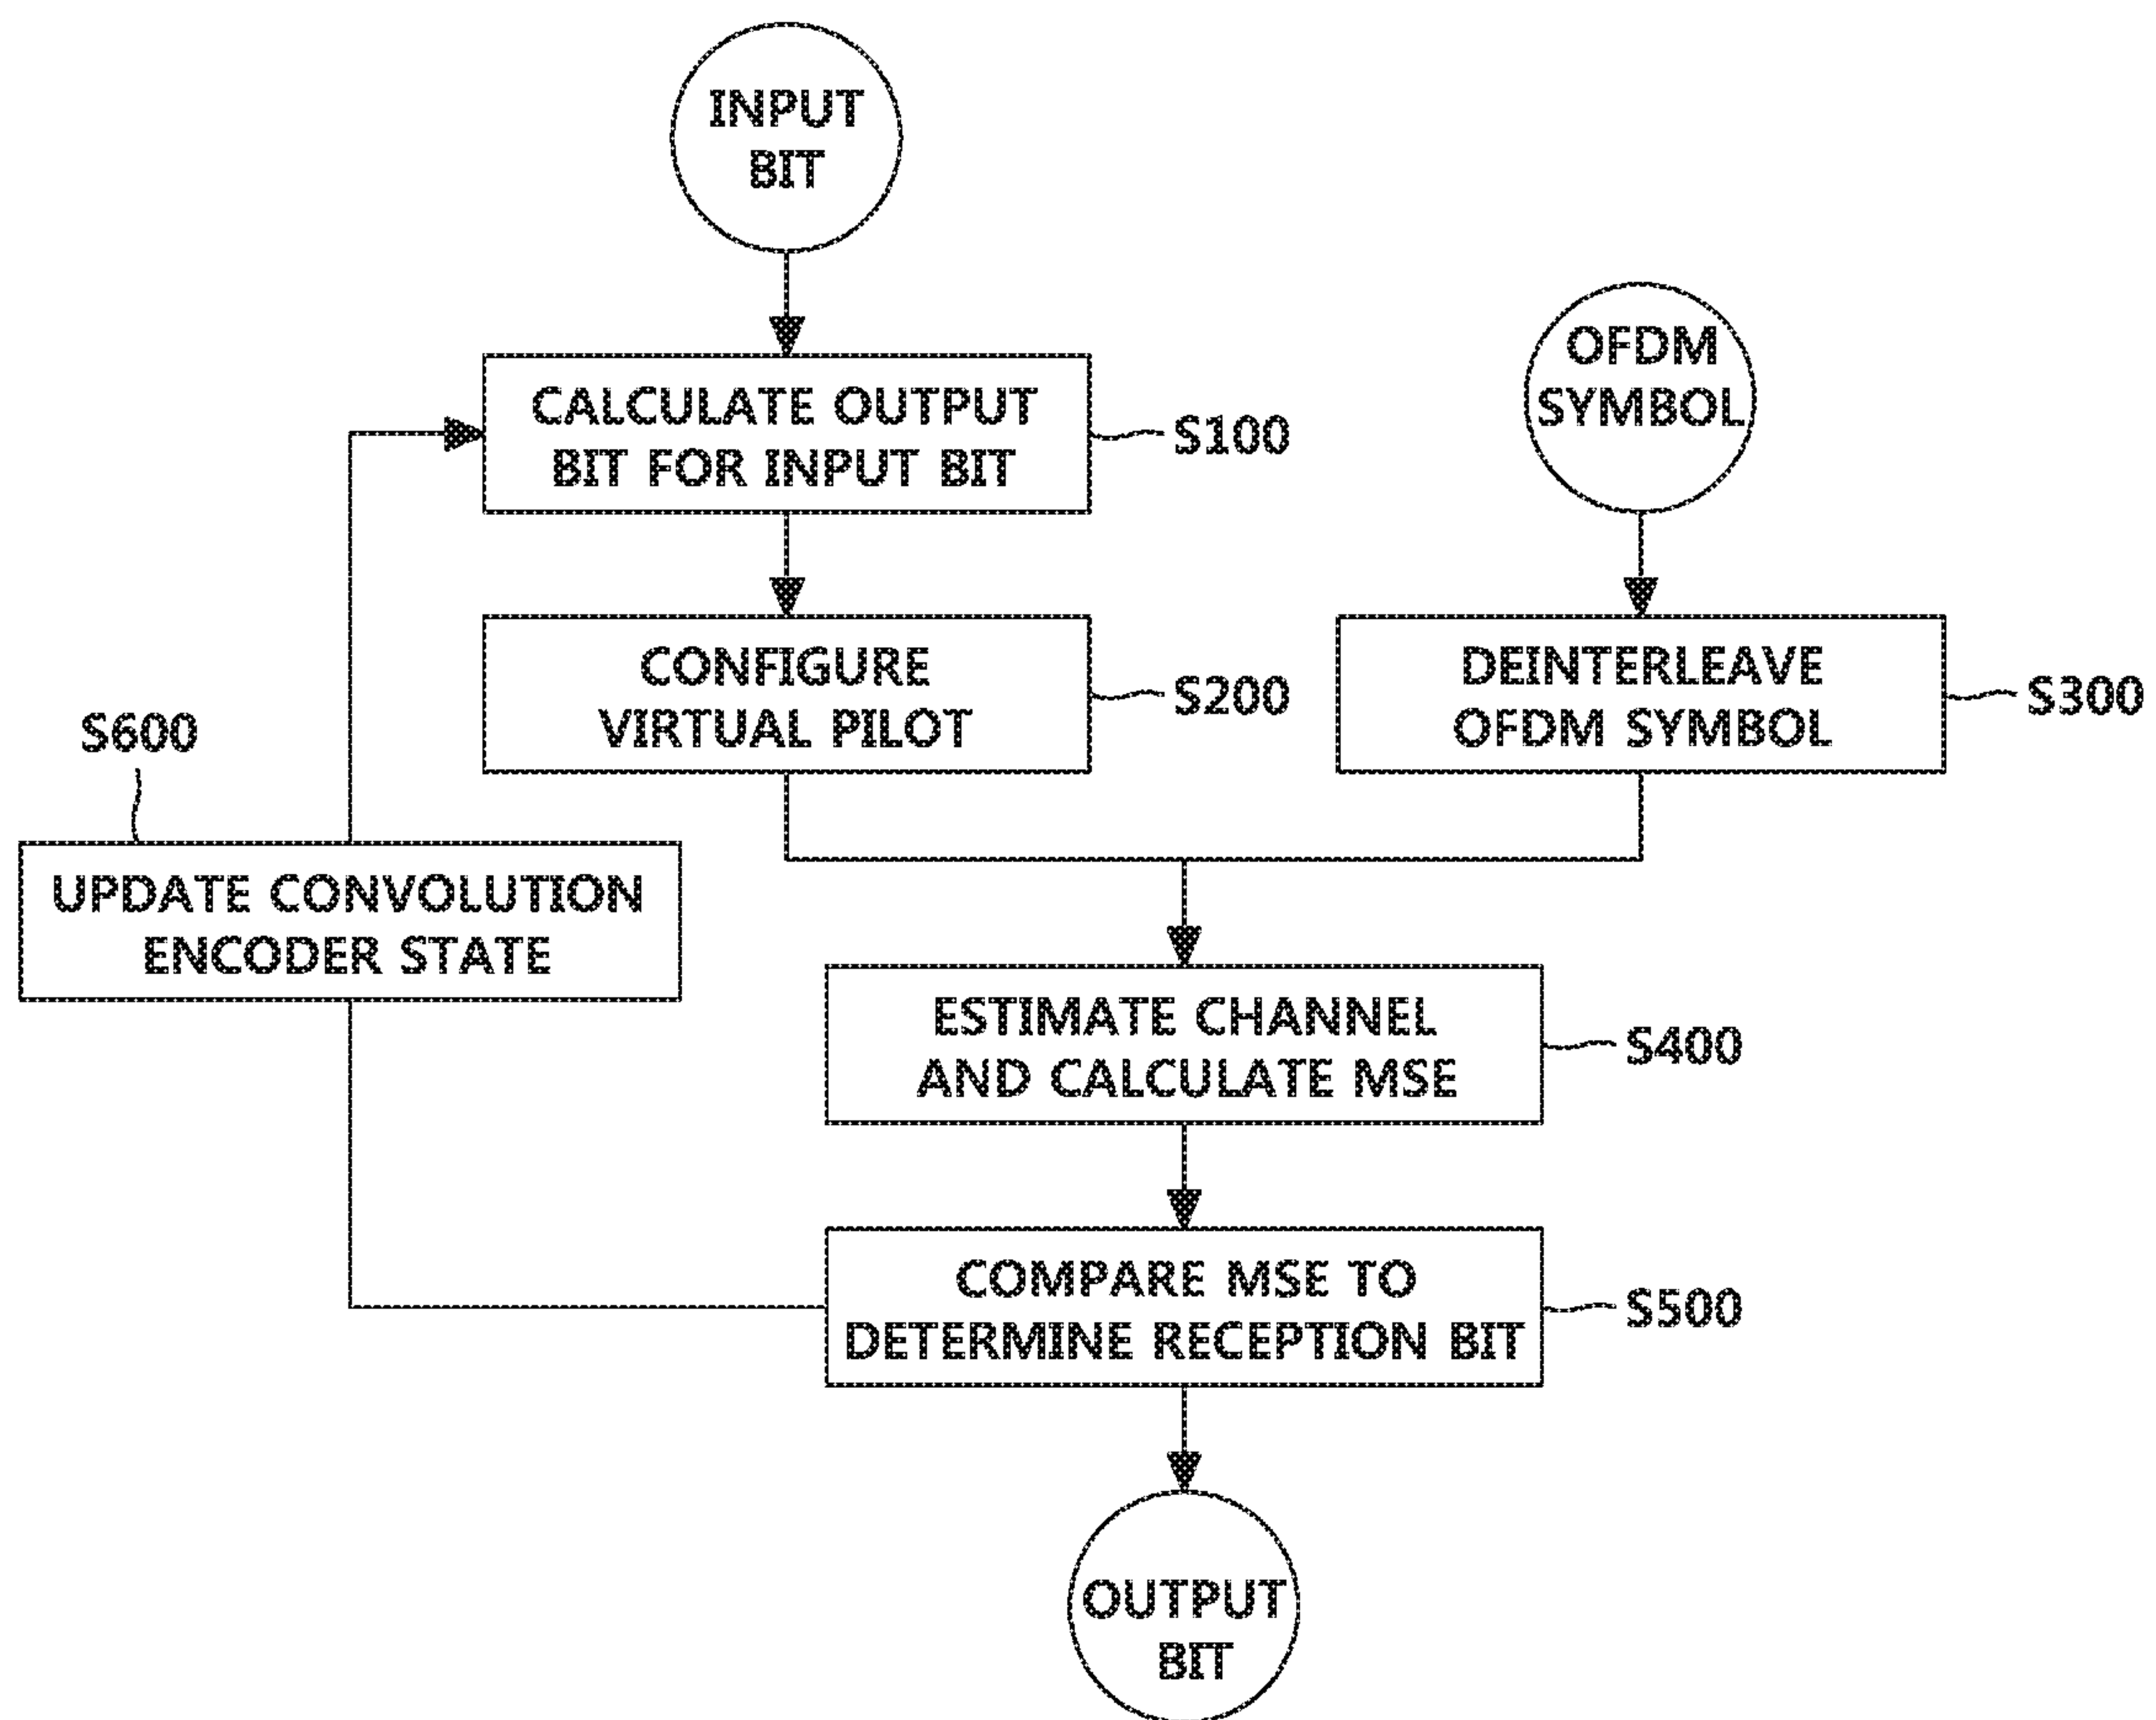 INPUT
BIT
CALCULATE OUTPUT
BIT FOR INPUT BIT
S100
OFDM
SYMBOL
CONFIGURE
VIRTUAL PILOT
S200
DEINTERLEAVE
OFDM SYMBOL
S300
S600
UPDATE CONVOLUTION
ENCODER STATE
ESTIMATE CHANNEL
AND CALCULATE MSE
S400
COMPARE MSE TO
DETERMINE RECEPTION BIT
S500
OUTPUT
BIT